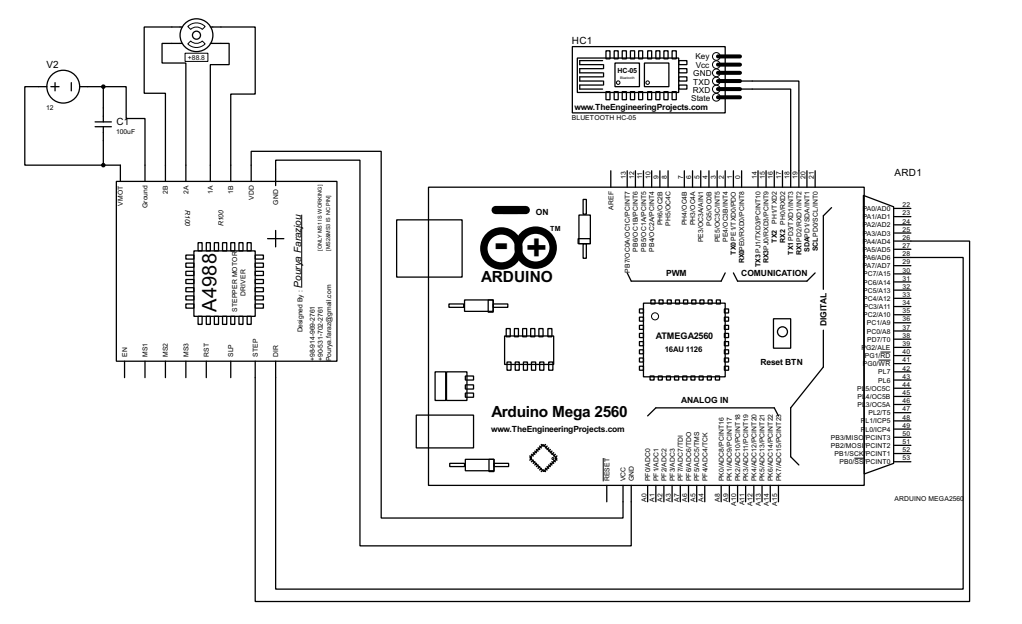 HC1
HC-05
Bluetooth
Key
Vcc
GND
TXD
RXD
State
www.TheEngineeringProjects.com
BLUETOOTH HC-05
V2
12
C1
100uF
+88.8
VMOT
Ground
2B
2A
1A
1B
VDD
GND
R100
R100
[ONLY MS1 IS WORKING]
[MS2&MS3 IS NC PIN]
A4988
STEPPER MOTOR
DRIVER
Designed By : Pourya Farazjou
+98-914-969-2761
+90-531-702-2761
Pourya.faraz@gmail.com
EN
MS1
MS2
MS3
RST
SLP
STEP
DIR
ARD1
AREF
13
12
11
10
9
8
7
6
5
4
3
2
1
0
14
15
16
17
18
19
20
21
PB7/OC0A/OC1C/PCINT7
PB6/OC1B/PCINT6
PB5/OC1A/PCINT5
PB4/OC2A/PCINT4
PH6/OC2B
PH5/OC4C
PH4/OC4B
PH3/OC4A
PE3/OC3A/AIN1
PG5/OC0B
PE5/OC3C/INT5
PE4/OC3B/INT4
TX0PE1/TXD0/PDO
RX0PE0/RXD0/PCINT8
TX3PJ1/TXD3/PCINT10
RX3PJ0/RXD3/PCINT9
TX2 PH1/TXD2
RX2 PH0/RXD2
TX1PD3/TXD1/INT3
RX1PD2/RXD1/INT2
SDAPD1/SDA/INT1
SCLPD0/SCL/INT0
ON
TM
ARDUINO
PWM
COMUNICATION
ATMEGA2560
16AU 1126
Reset BTN
DIGITAL
ANALOG IN
Arduino Mega 2560
www.TheEngineeringProjects.com
PA0/AD0 22
PA1/AD1 23
PA2/AD2 24
PA3/AD3 25
PA4/AD4 26
PA5/AD5 27
PA6/AD6 28
PA7/AD7 29
PC7/A15 30
PC6/A14 31
PC5/A13 32
PC4/A12 33
PC3/A11 34
PC2/A10 35
PC1/A9 36
PC0/A8 37
PD7/T0 38
PG2/ALE 39
PG1/RD 40
PG0/WR 41
PL7 42
PL6 43
PL5/OC5C 44
PL4/OC5B 45
PL3/OC5A 46
PL2/T5 47
PL1/ICP5 48
PL0/ICP4 49
PB3/MISO/PCINT3 50
PB2/MOSI/PCINT2 51
PB1/SCK/PCINT1 52
PB0/SS/PCINT0 53
RESET
VCC
GND
PF0/ADC0
PF1/ADC1
PF2/ADC2
PF3/ADC3
PF7/ADC7/TDI
PF6/ADC6/TDO
PF5/ADC5/TMS
PF4/ADC4/TCK
PK0/ADC8/PCINT16
PK1/ADC9/PCINT17
PK2/ADC10/PCINT18
PK3/ADC11/PCINT19
PK4/ADC12/PCINT20
PK5/ADC13/PCINT21
PK6/ADC14/PCINT22
PK7/ADC15/PCINT23
A0
A1
A2
A3
A7
A6
A5
A4
A8
A9
A10
A11
A12
A13
A14
A15
ARDUINO MEGA2560